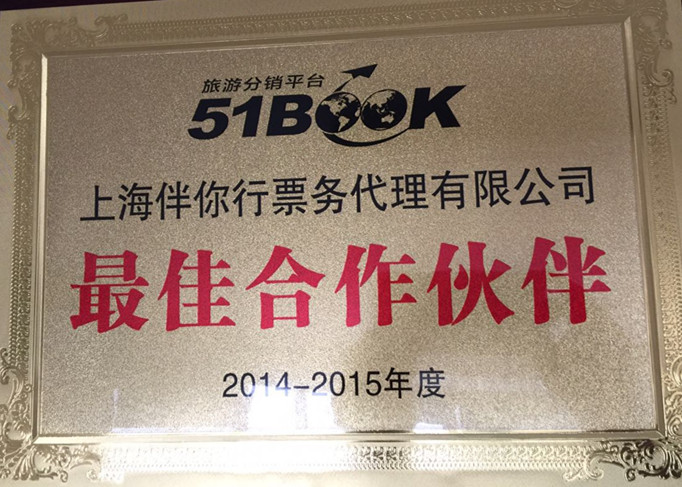 旅游分销平台
51BOOK
上海伴你行票务代理有限公司
最佳合作伙伴
2014-2015年度